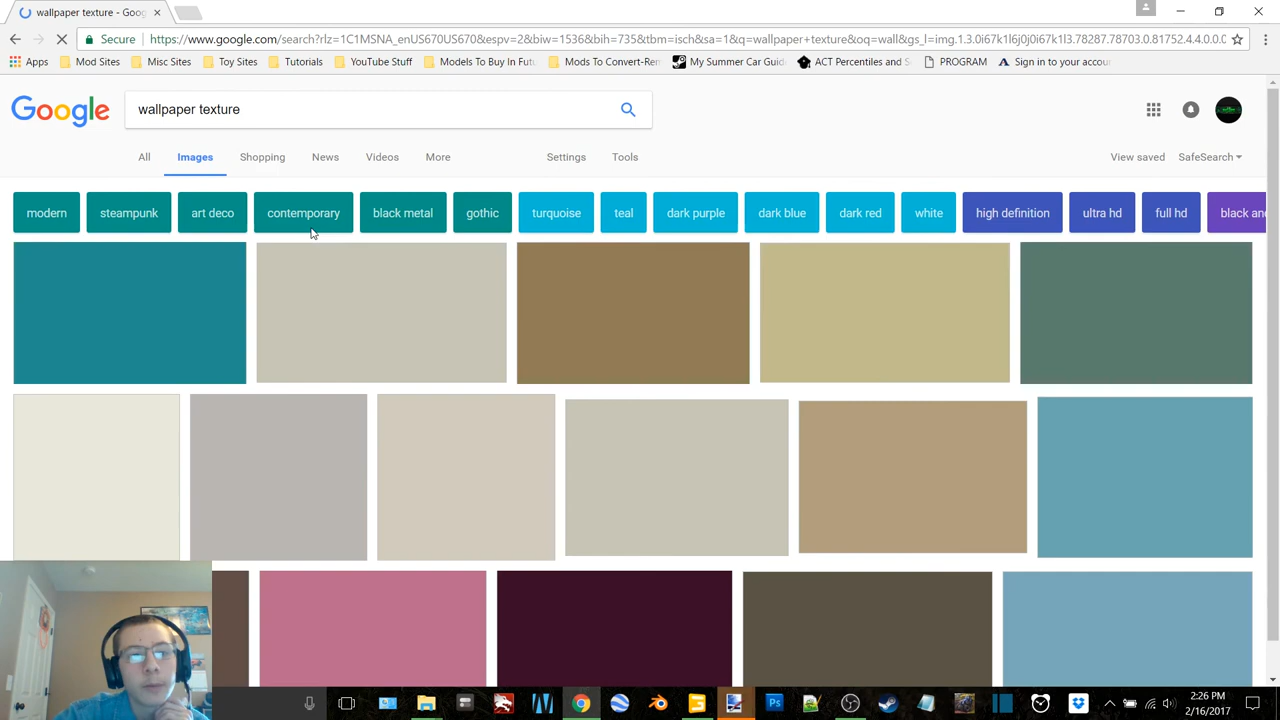 wallpaper texture - Goog
Secure https://www.google.com/search?rlz=1C1MSNA_enUS670US670&espv=2&biw=1536&bih=735&tbm=isch&sa=1&q=wallpaper+texture&oq=wall&gs_l=img.1.3.0i67k1l6j0j0i67k1l3.78287.78703.0.81752.4.4.0.0.0.
Apps Mod Sites Misc Sites Toy Sites Tutorials YouTube Stuff Models To Buy In Fut Mods To Convert-Rem My Summer Car Guid ACT Percentiles and S PROGRAM Sign in to your accou
Google wallpaper texture
All Images Shopping News Videos More Settings Tools View saved SafeSearch
modern steampunk art deco contemporary black metal gothic turquoise teal dark purple dark blue dark red white high definition ultra hd full hd black and
2:26 PM
2/16/2017